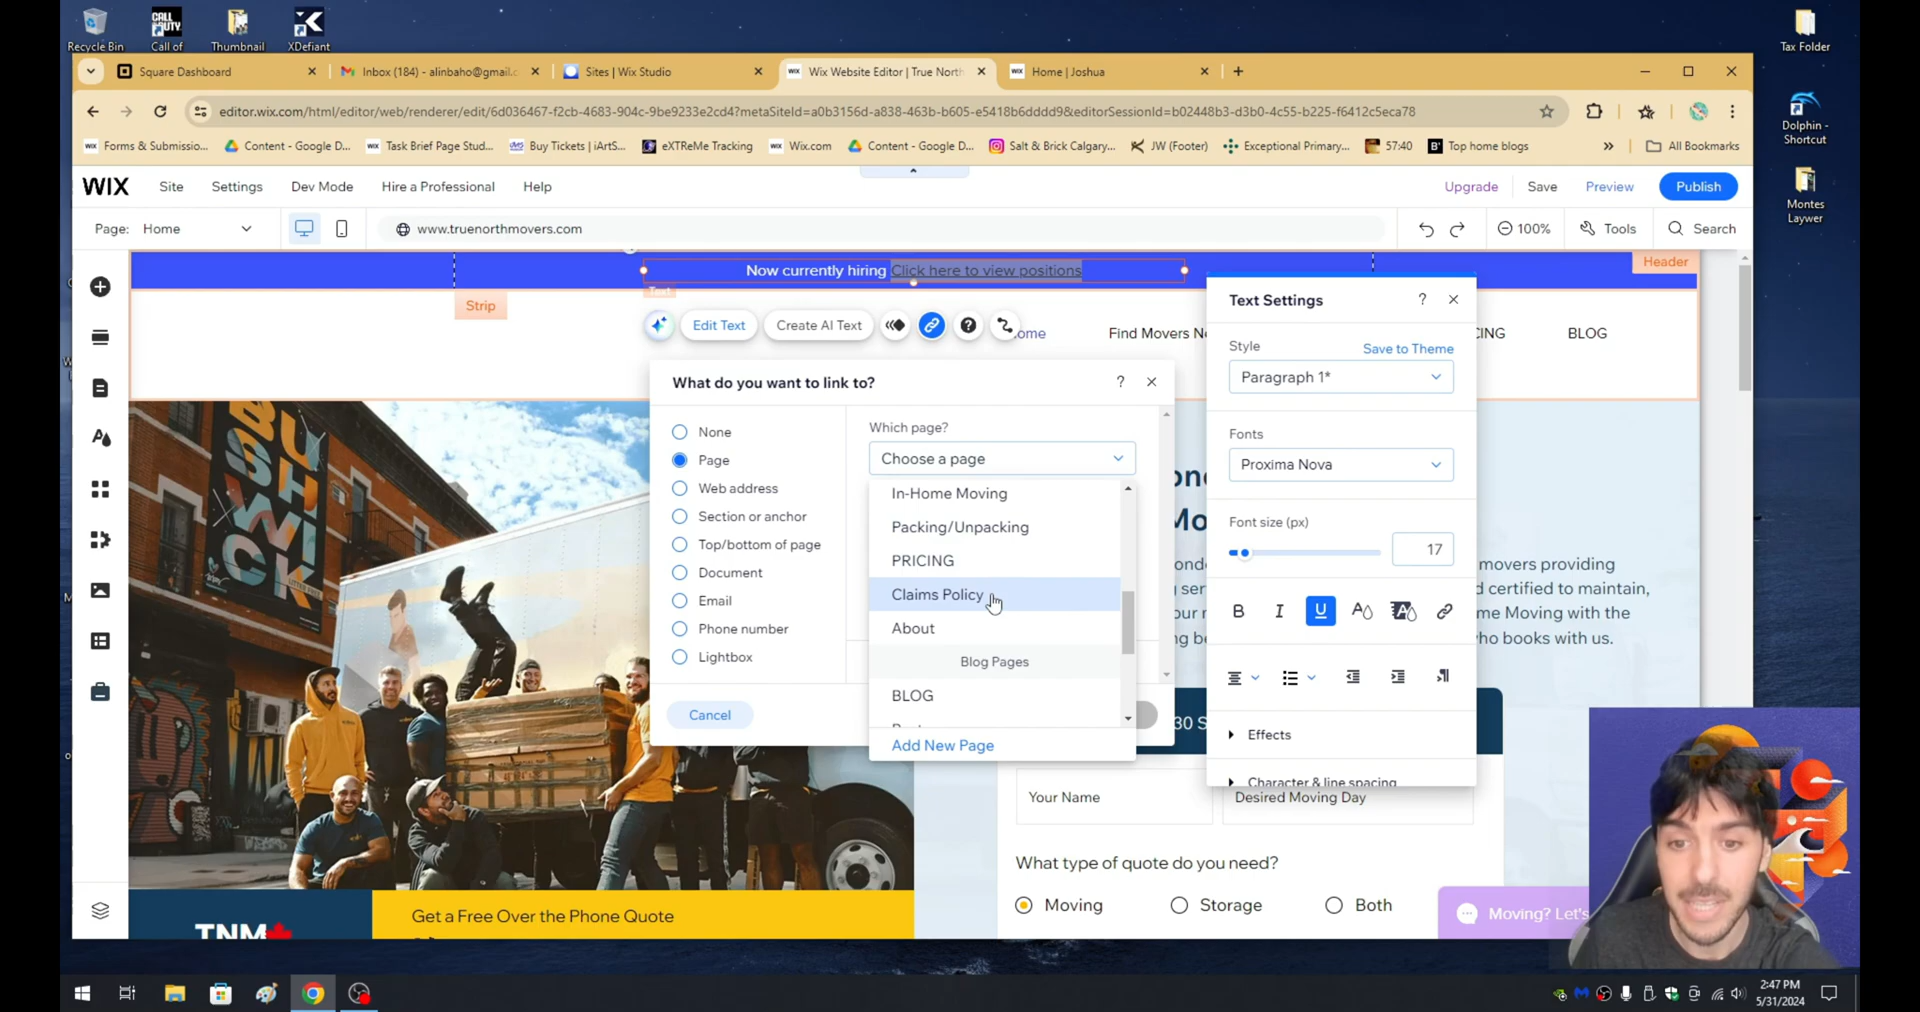 Recycle Bin
Call of
Thumbnail
XDefiant
Tax Folder
Square Dashboard
Inbox (184) - alinbaho@gmail.c
Sites | Wix Studio
Wix Website Editor | True North
Home | Joshua
editor.wix.com/html/editor/web/renderer/edit/6d036467-f2cb-4683-904c-9be9233e2cd4?metaSiteId=a0b3156d-a838-463b-b605-e5418b6dddd9&editorSessionId=b02448b3-d3b0-4c55-b225-f6412c5eca78
Dolphin -
Shortcut
Forms & Submissio...
Content - Google D...
Task Brief Page Stud...
Buy Tickets | iArtS...
eXTReMe Tracking
Wix.com
Content - Google D...
Salt & Brick Calgary...
JW (Footer)
Exceptional Primary...
57:40
Top home blogs
All Bookmarks
WIX
Site
Settings
Dev Mode
Hire a Professional
Help
Upgrade
Save
Preview
Publish
Montes
Laywer
Page:
Home
www.truenorthmovers.com
100%
Tools
Search
Now currently hiring Click here to view positions
Header
Strip
Text
Edit Text
Create AI Text
Find Movers
BLOG
What do you want to link to?
None
Page
Web address
Section or anchor
Top/bottom of page
Document
Email
Phone number
Lightbox
Cancel
Which page?
Choose a page
In-Home Moving
Packing/Unpacking
PRICING
Claims Policy
About
Blog Pages
BLOG
Add New Page
Text Settings
Style
Save to Theme
Paragraph 1*
Fonts
Proxima Nova
Font size (px)
17
B
I
U
Effects
Character & line spacing
movers providing
certified to maintain,
me Moving with the
who books with us.
Your Name
Desired Moving Day
What type of quote do you need?
Moving
Storage
Both
Moving? Let's
BUSHWICK
TNM
Get a Free Over the Phone Quote
2:47 PM
5/31/2024